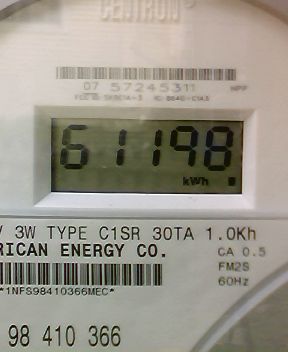 CENTRON
07 57245311
61198
kWh
3W TYPE C1SR 30TA 1.0Kh
RICAN ENERGY CO.
CA 0.5
FM2S
60Hz
*1NFS98410366MEC*
98 410 366